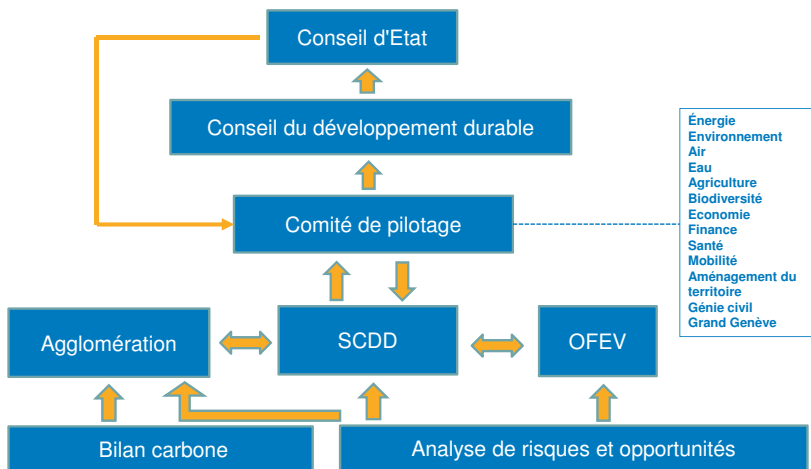 Conseil d'Etat
Conseil du développement durable
Comité de pilotage
Énergie
Environnement
Air
Eau
Agriculture
Biodiversité
Economie
Finance
Santé
Mobilité
Aménagement du
territoire
Génie civil
Grand Genève
Agglomération
SCDD
OFEV
Bilan carbone
Analyse de risques et opportunités